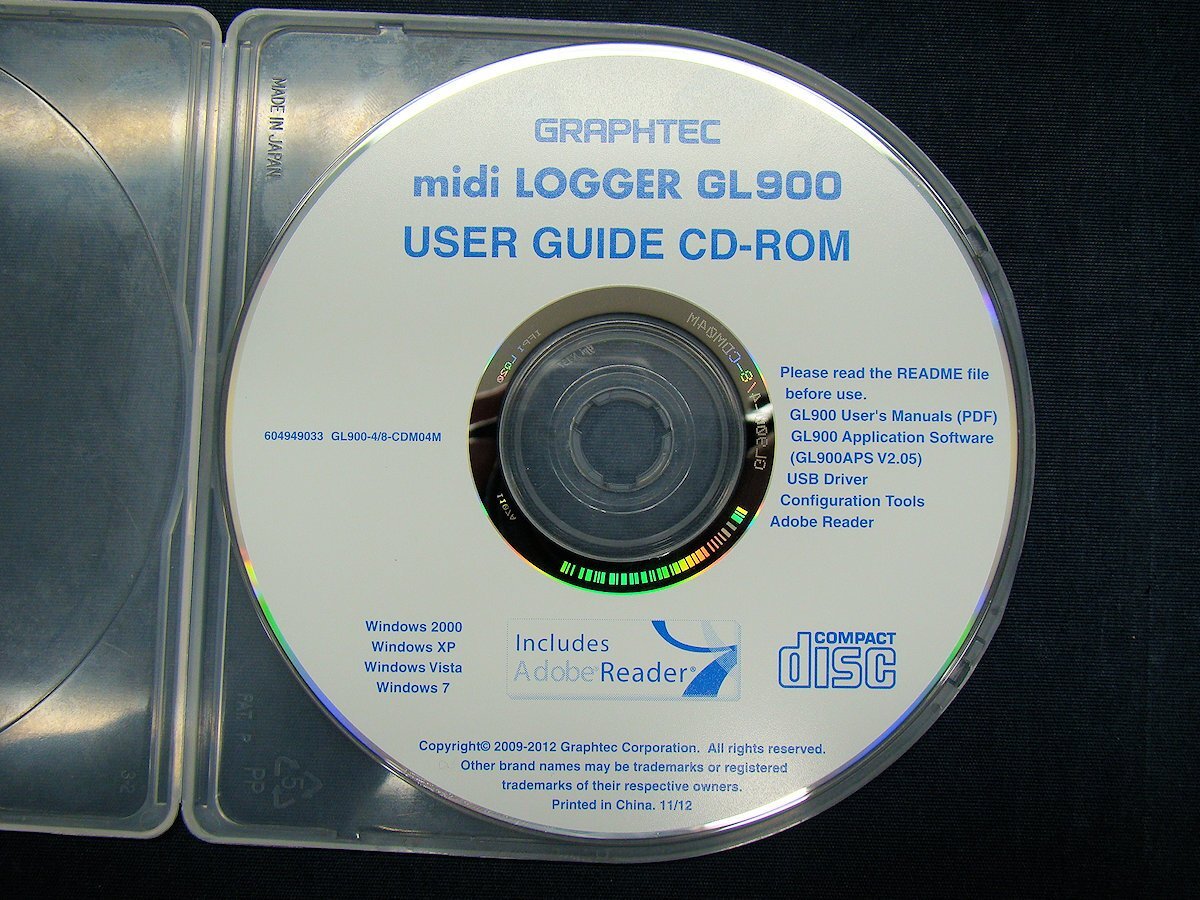 MADE IN JAPAN
GRAPHTEC
midi LOGGER GL900
USER GUIDE CD-ROM
604949033 GL900-4/8-CDM04M
Please read the README file
before use.
GL900 User's Manuals (PDF)
GL900 Application Software
(GL900APS V2.05)
USB Driver
Configuration Tools
Adobe Reader
Windows 2000
Windows XP
Windows Vista
Windows 7
Includes
Adobe® Reader®
COMPACT
disc
Copyright© 2009-2012 Graphtec Corporation. All rights reserved.
Other brand names may be trademarks or registered
trademarks of their respective owners.
Printed in China. 11/12
PAT. P
5
PP
32